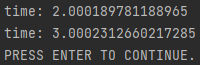 time: 2.000189781188965
time: 3.0002312660217285
PRESS ENTER TO CONTINUE.